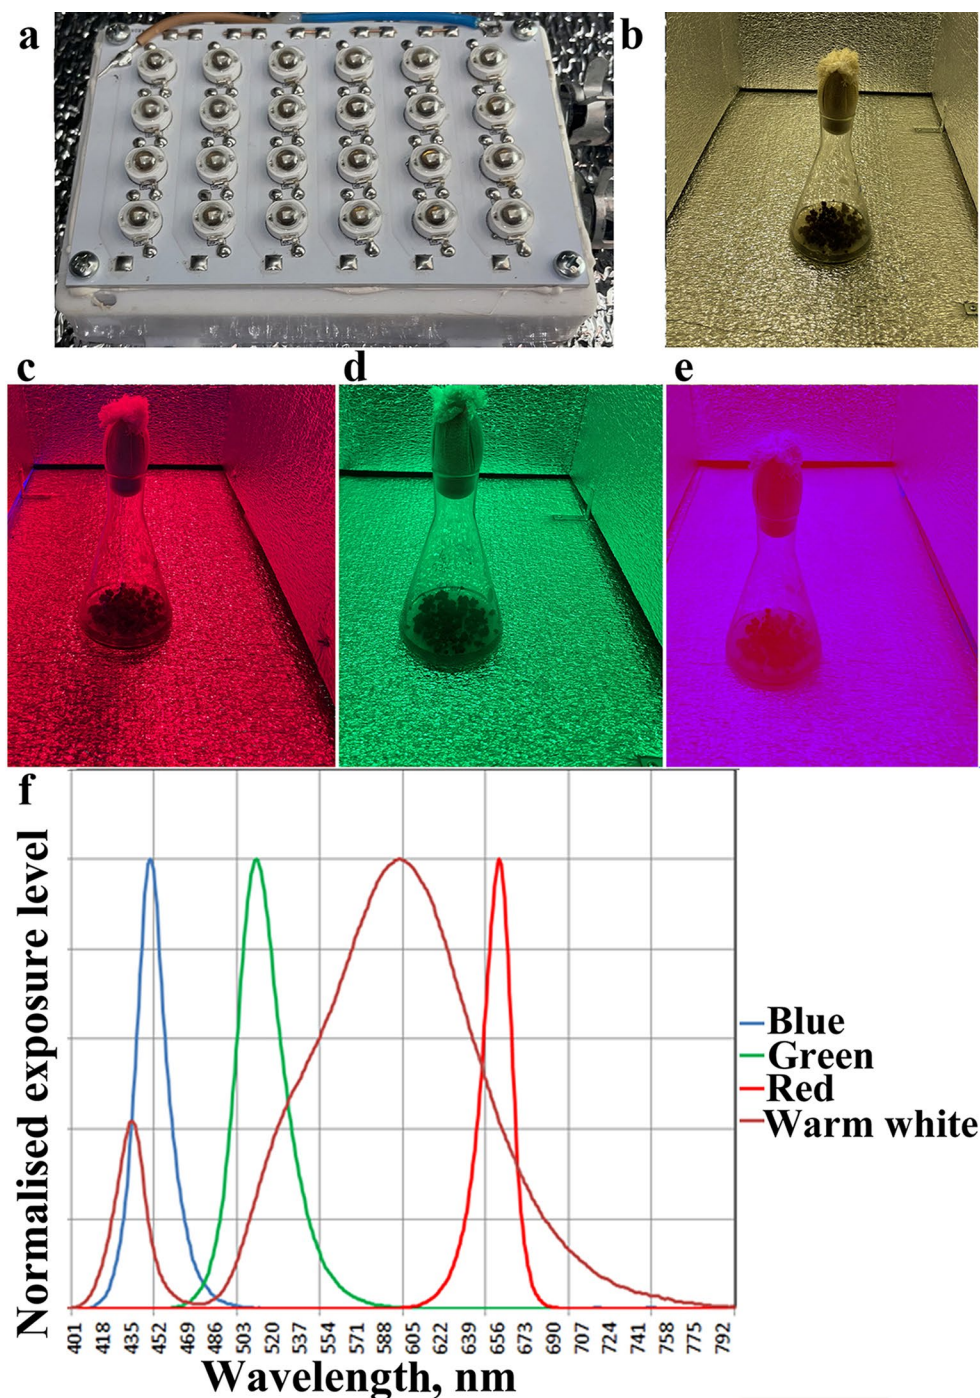 a
b
c
d
e
f
Normalised exposure level
Blue
Green
Red
Warm white
401 418 435 452 469 486 503 520 537 554 571 588 605 622 639 656 673 690 707 724 741 758 775 792
Wavelength, nm